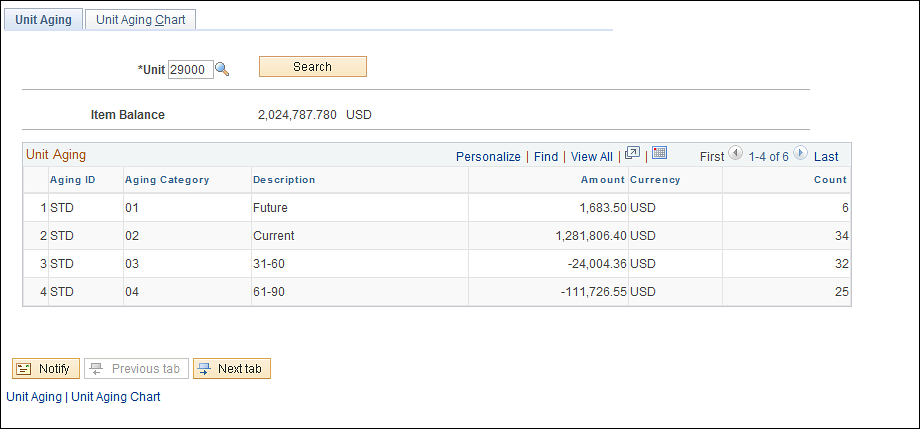 Unit Aging Unit Aging Chart
*Unit 29000 Search
Item Balance 2,024,787.780 USD
Unit Aging Personalize | Find | View All | | First 1-4 of 6 Last
Aging ID Aging Category Description Amount Currency Count
1 STD 01 Future 1,683.50 USD 6
2 STD 02 Current 1,281,806.40 USD 34
3 STD 03 31-60 -24,004.36 USD 32
4 STD 04 61-90 -111,726.55 USD 25
Notify Previous tab Next tab
Unit Aging | Unit Aging Chart